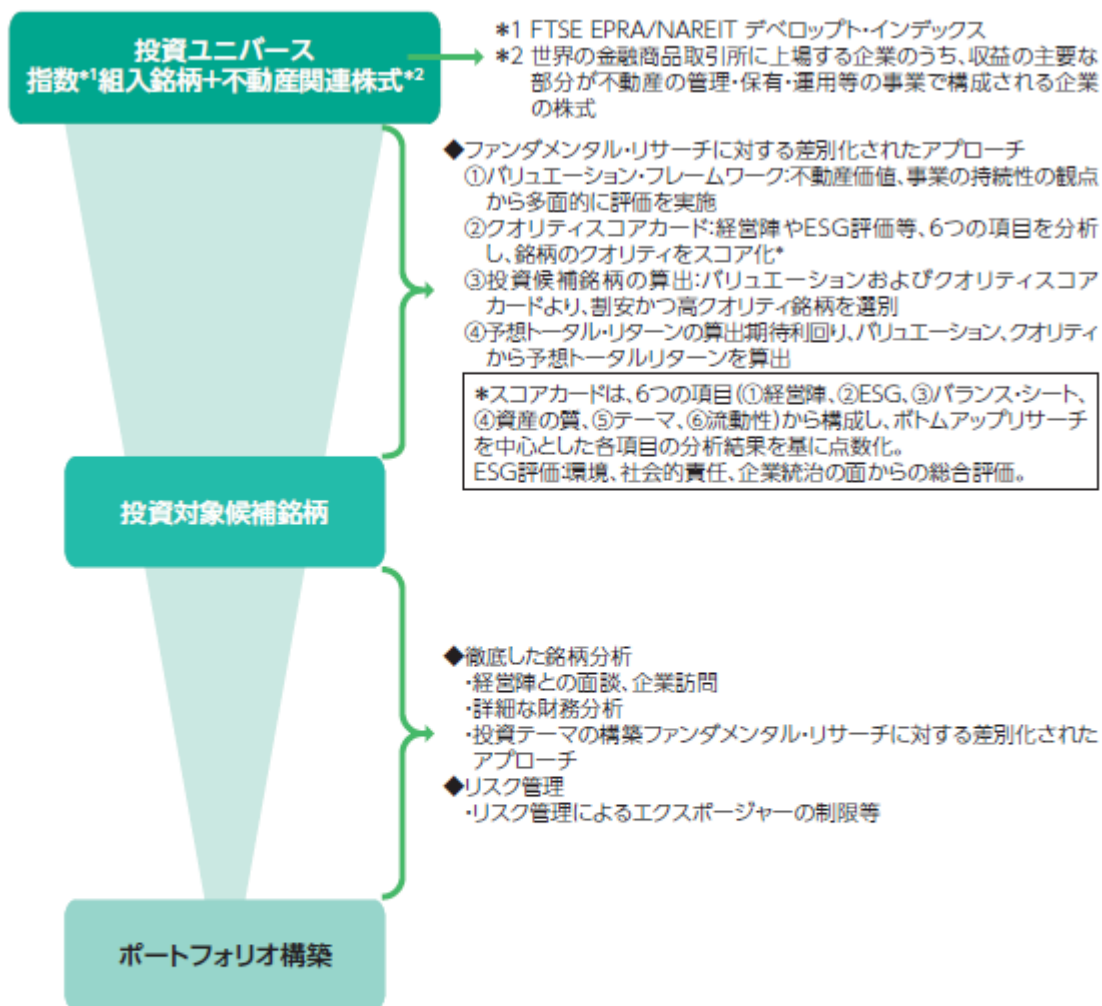 投資ユニバース
指数*1組入銘柄＋不動産関連株式*2
*1 FTSE EPRA/NAREIT デベロップト・インデックス
*2 世界の金融商品取引所に上場する企業のうち、収益の主要な
部分が不動産の管理・保有・運用等の事業で構成される企業
の株式
◆ファンダメンタル・リサーチに対する差別化されたアプローチ
①バリュエーション・フレームワーク:不動産価値、事業の持続性の観点
から多面的に評価を実施
②クオリティスコアカード:経営陣やESG評価等、6つの項目を分析
し、銘柄のクオリティをスコア化*
③投資候補銘柄の算出:バリュエーションおよびクオリティスコア
カードより、割安かつ高クオリティ銘柄を選別
④予想トータル・リターンの算出期待利回り、バリュエーション、クオリティ
から予想トータルリターンを算出
*スコアカードは、6つの項目(①経営陣、②ESG、③バランス・シート、
④資産の質、⑤テーマ、⑥流動性)から構成し、ボトムアップリサーチ
を中心とした各項目の分析結果を基に点数化。
ESG評価:環境、社会的責任、企業統治の面からの総合評価。
投資対象候補銘柄
◆徹底した銘柄分析
・経営陣との面談、企業訪問
・詳細な財務分析
・投資テーマの構築ファンダメンタル・リサーチに対する差別化された
アプローチ
◆リスク管理
・リスク管理によるエクスポージャーの制限等
ポートフォリオ構築